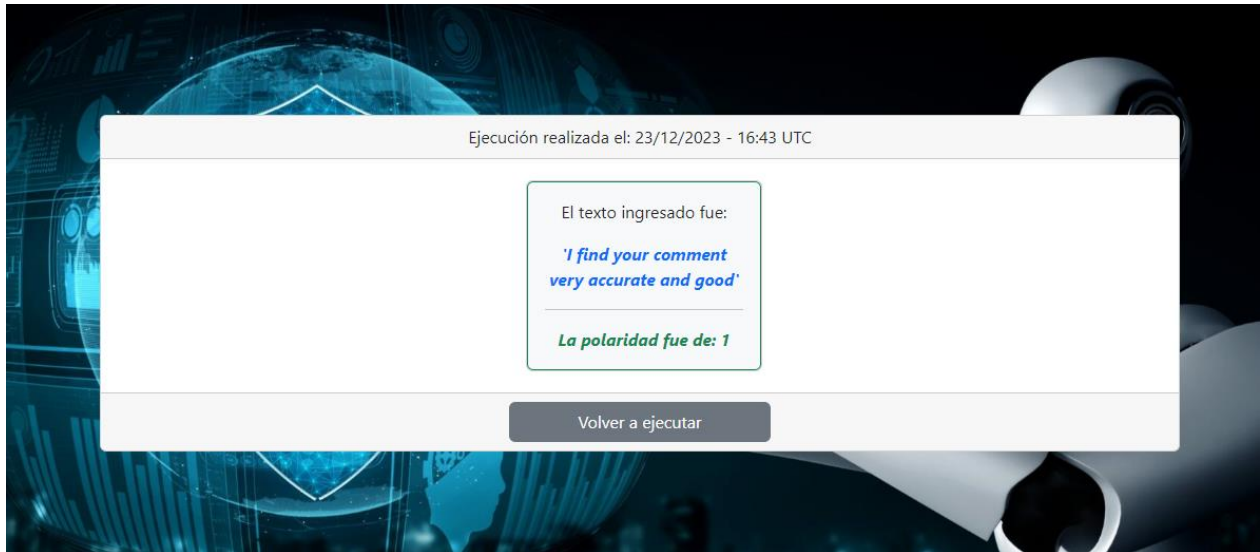 Ejecución realizada el: 23/12/2023 - 16:43 UTC
El texto ingresado fue:
'I find your comment
very accurate and good'
La polaridad fue de: 1
Volver a ejecutar